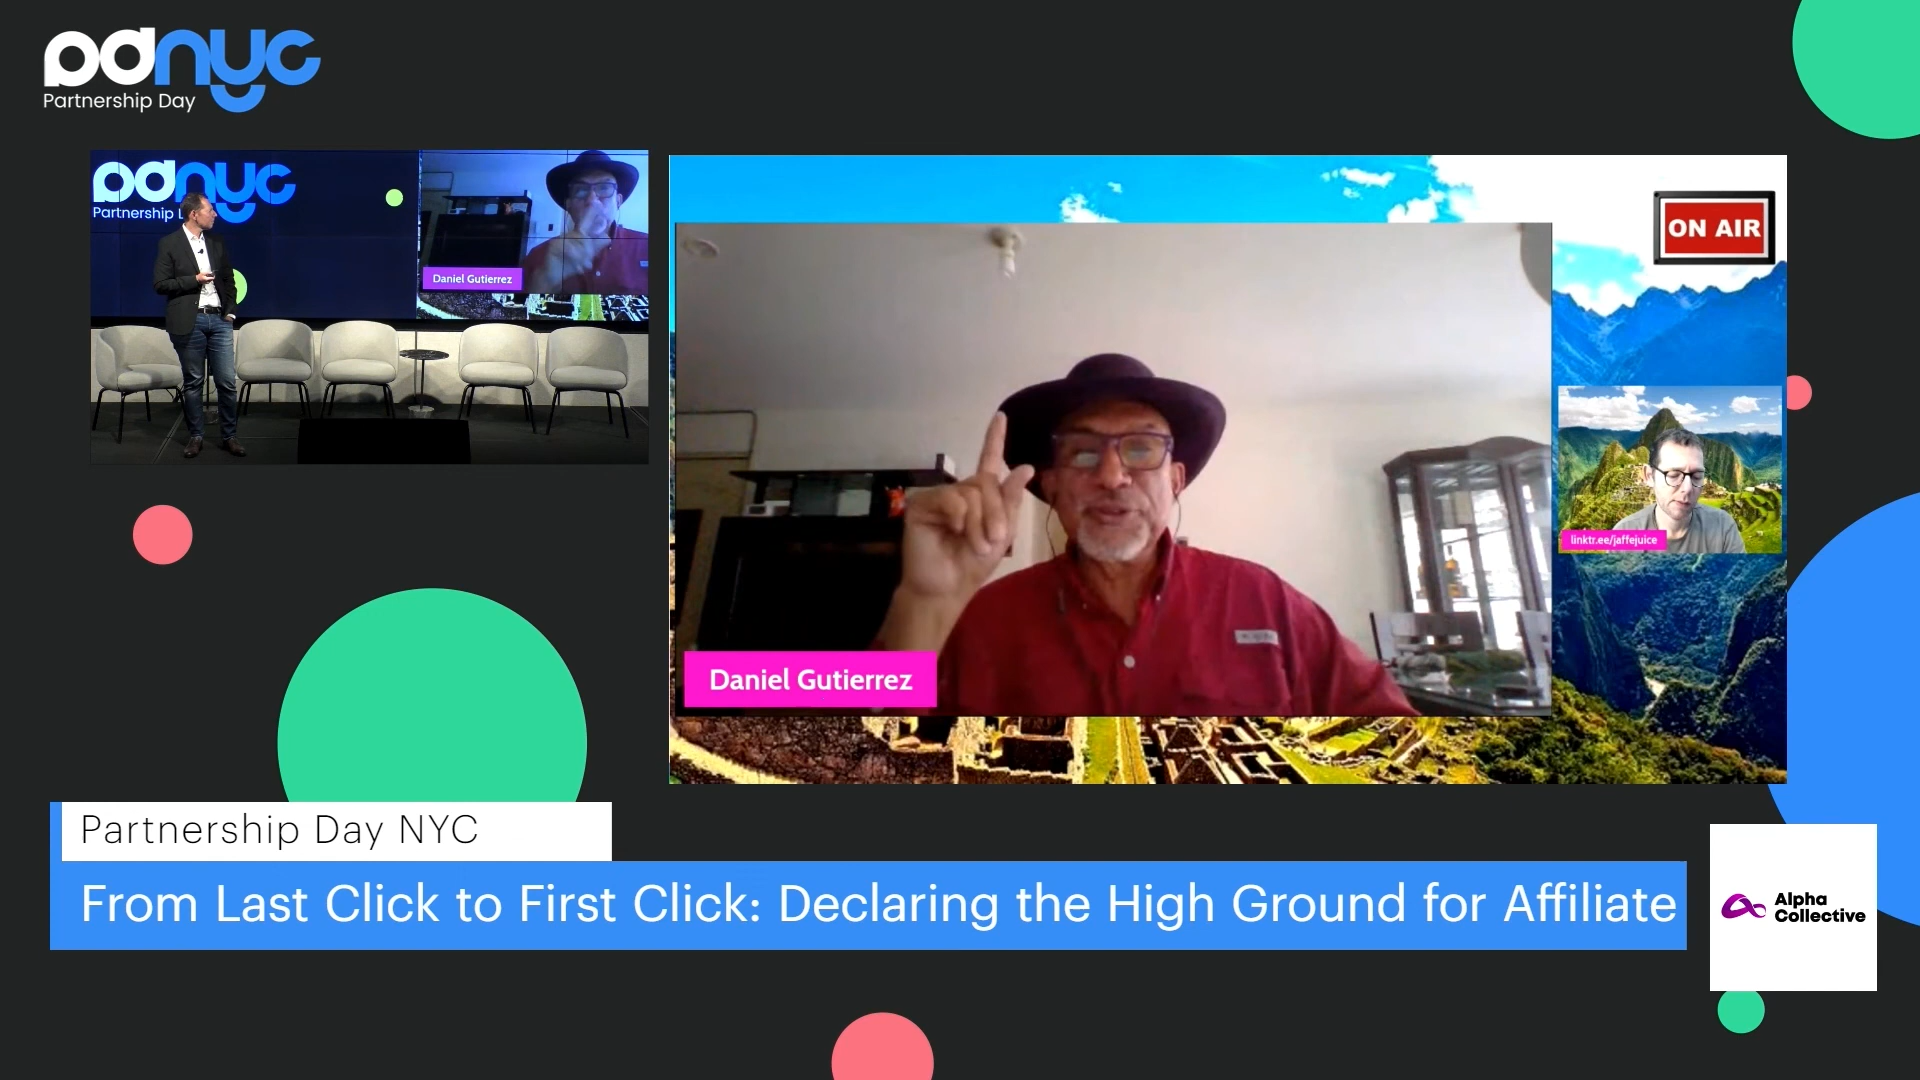 pdnyc
Partnership Day
pdnyc
Partnership
Daniel Gutierrez
ON AIR
linktr.ee/jaffejuice
Daniel Gutierrez
Partnership Day NYC
From Last Click to First Click: Declaring the High Ground for Affiliate
Alpha
Collective